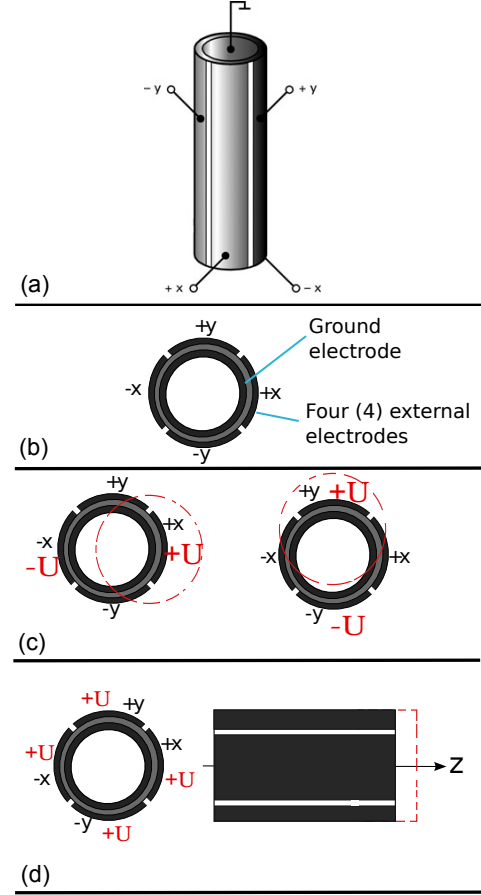 − y
+ y
+ x
− x
(a)
+y
Ground
electrode
-x
+x
Four (4) external
electrodes
-y
(b)
+y
+x
-x
+U
-U
-y
+y
+U
-x
+x
-y
-U
(c)
+U
+y
+U
+x
-x
+U
-y
+U
z
(d)